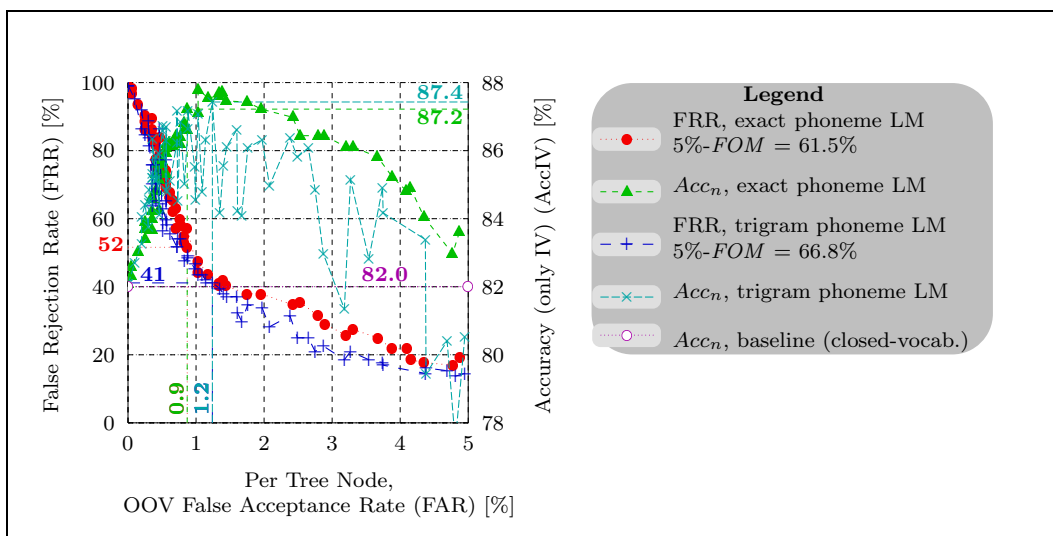 False Rejection Rate (FRR) [%]
100
80
60
40
20
0
52
41
87.4
87.2
82.0
0.9
1.2
88
86
84
82
80
78
Accuracy (only IV) (AccIV) [%]
0 1 2 3 4 5
Per Tree Node,
OOV False Acceptance Rate (FAR) [%]
Legend
FRR, exact phoneme LM
5%-FOM = 61.5%
Accn, exact phoneme LM
FRR, trigram phoneme LM
5%-FOM = 66.8%
Accn, trigram phoneme LM
Accn, baseline (closed-vocab.)